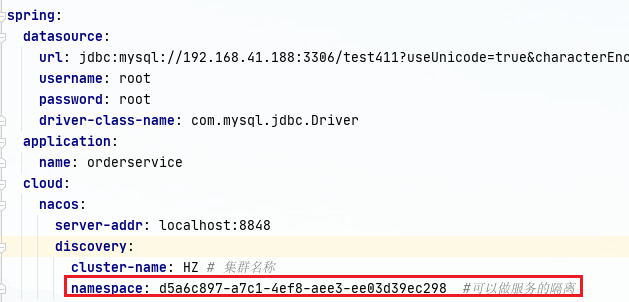 spring:
datasource:
url: jdbc:mysql://192.168.41.188:3306/test411?useUnicode=true&characterEnc
username: root
password: root
driver-class-name: com.mysql.jdbc.Driver
application:
name: orderservice
cloud:
nacos:
server-addr: localhost:8848
discovery:
cluster-name: HZ # 集群名称
namespace: d5a6c897-a7c1-4ef8-aee3-ee03d39ec298 #可以做服务的隔离